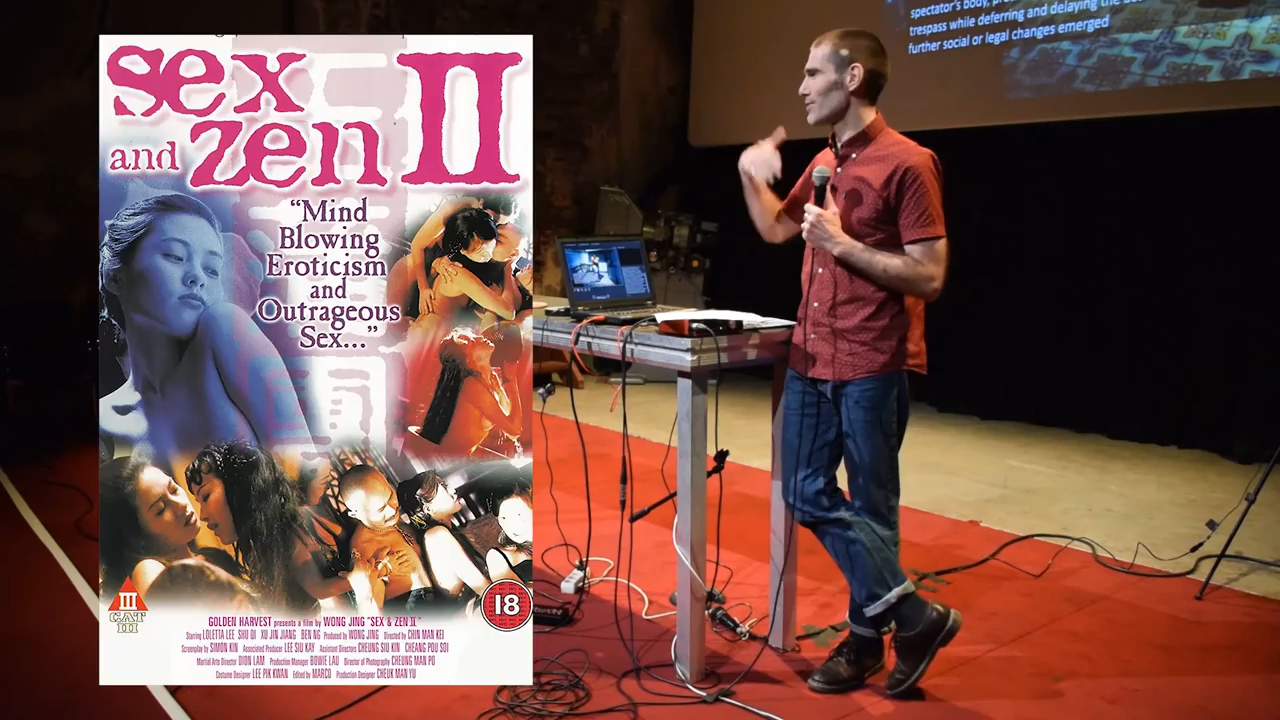 sex
and zen II
"Mind
Blowing
Eroticism
and
Outrageous
Sex..."
III
CAT
III
18
GOLDEN HARVEST presents a film by WONG JING "SEX & ZEN II"
Starring LOLETTA LEE SHU QI XU JIN JIANG BEN NG Produced by WONG JING Directed by CHIN MAN KEI
Screenplay by SIMON KIN Associated Producer LEE SIU KAY Assistant Directors CHEUNG SIU KIN CHEANG POU SOI
Martial Arts Director DION LAM Production Manager BOWIE LAU Director of Photography CHEUNG MAN PO
Costume Designer LEE PIK KWAN Edited by MARCO Production Designer CHEUK MAN YU
spectator's body,
trespass while deferring and delaying the
further social or legal changes emerged